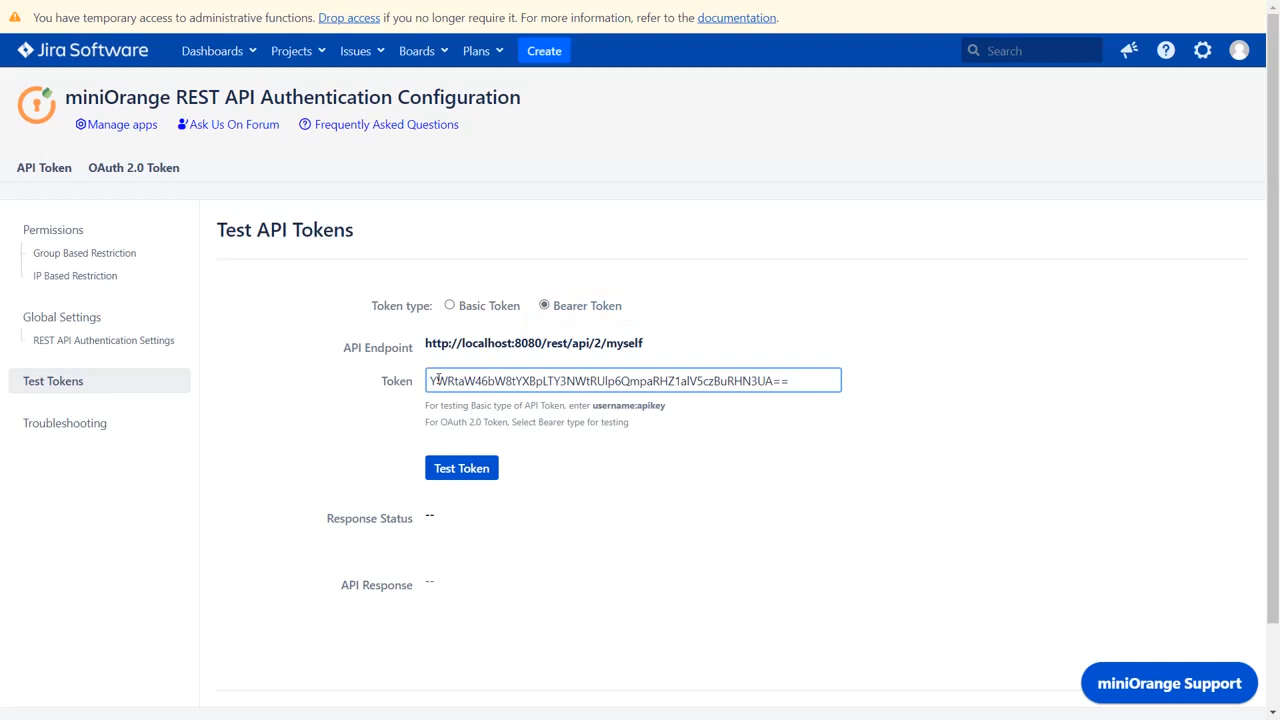 You have temporary access to administrative functions. Drop access if you no longer require it. For more information, refer to the documentation.
Jira Software Dashboards Projects Issues Boards Plans Create Search
miniOrange REST API Authentication Configuration
Manage apps Ask Us On Forum Frequently Asked Questions
API Token OAuth 2.0 Token
Permissions
Group Based Restriction
IP Based Restriction
Global Settings
REST API Authentication Settings
Test Tokens
Troubleshooting
Test API Tokens
Token type: Basic Token Bearer Token
API Endpoint http://localhost:8080/rest/api/2/myself
Token
For testing Basic type of API Token, enter username:apikey
For OAuth 2.0 Token, Select Bearer type for testing
Test Token
Response Status --
API Response --
miniOrange Support